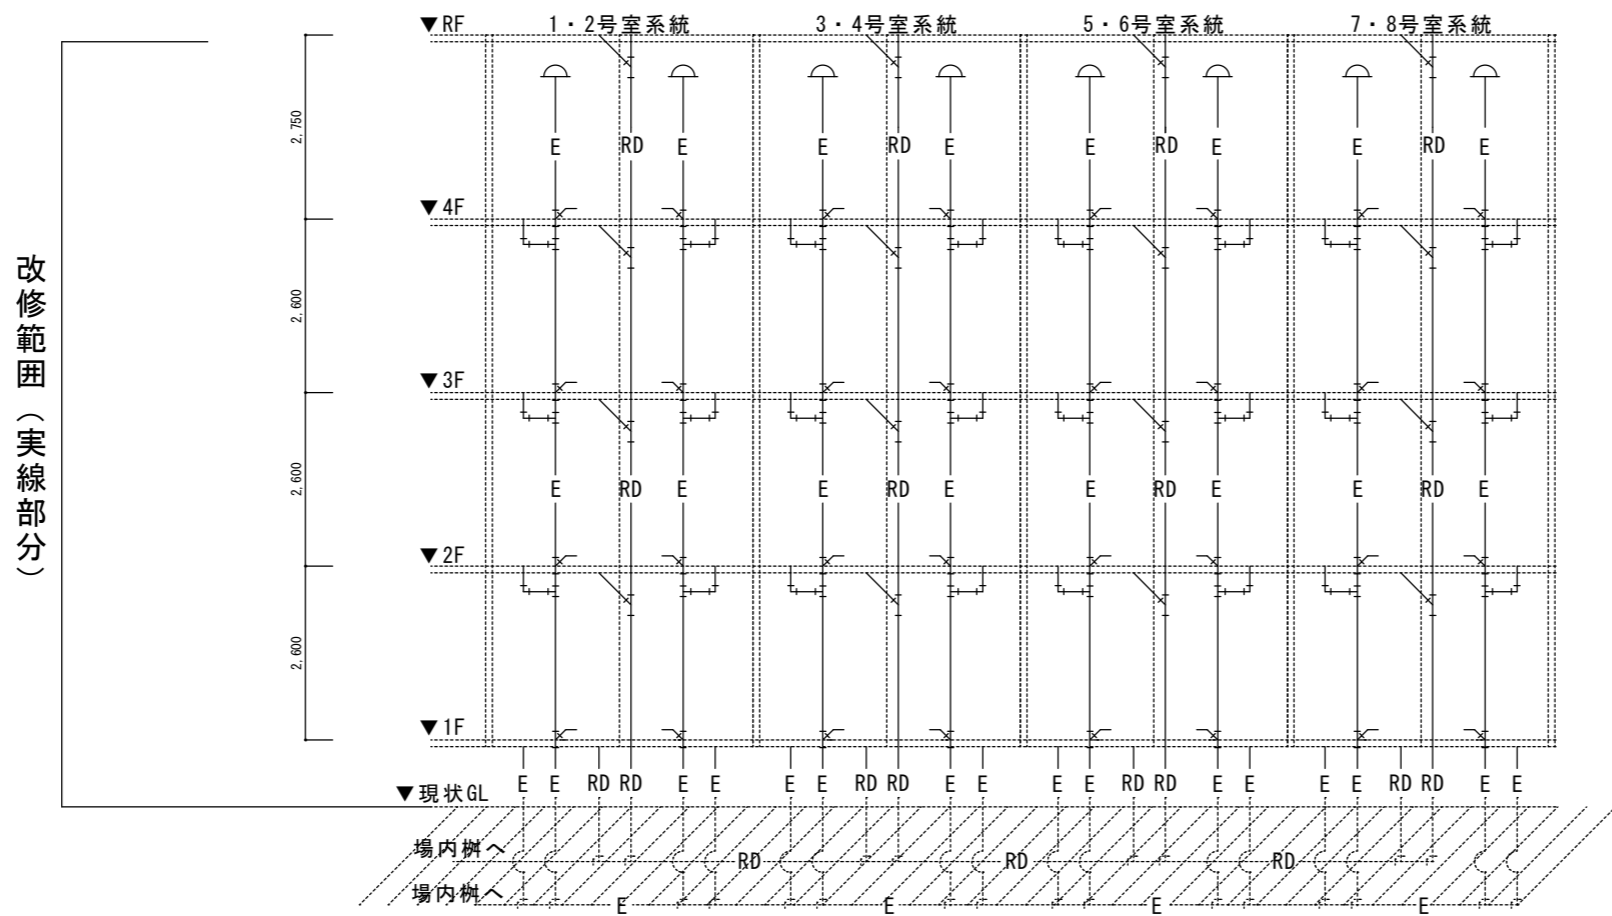 ▼RF 1・2号室系統 3・4号室系統 5・6号室系統 7・8号室系統
2,750
E RD E E RD E E RD E E RD E
▼4F
改修範囲（実線部分）
2,600
▼3F
2,600
E RD E E RD E E RD E E RD E
▼2F
2,600
▼1F
E E RD RD E E E E RD RD E E E E RD RD E E E E RD RD E E
▼現状GL
場内桝へ RD RD RD
場内桝へ E E E E